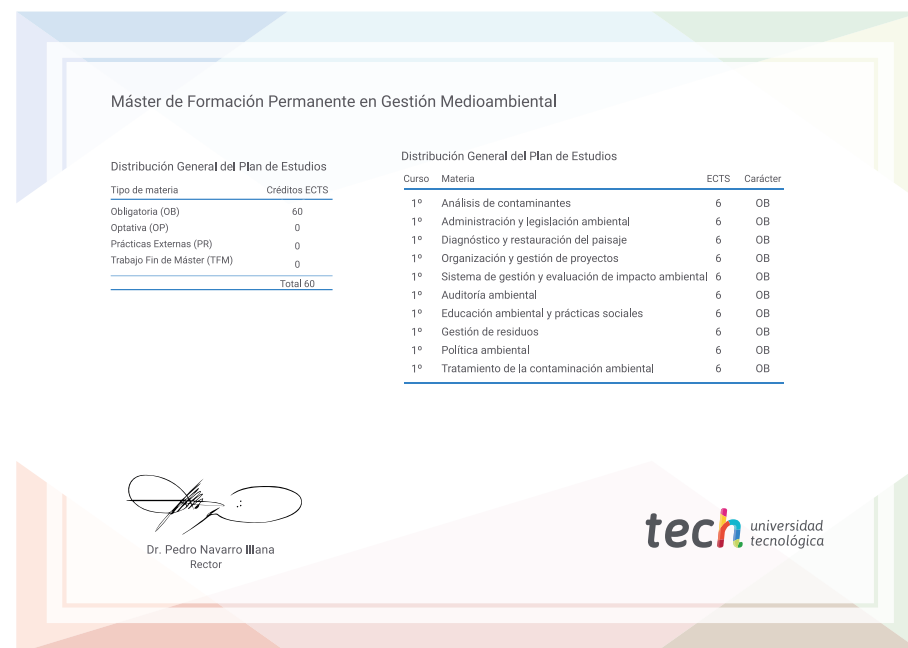 Máster de Formación Permanente en Gestión Medioambiental
Distribución General del Plan de Estudios
Tipo de materia Créditos ECTS
Obligatoria (OB) 60
Optativa (OP) 0
Prácticas Externas (PR) 0
Trabajo Fin de Máster (TFM) 0
Total 60
Distribución General del Plan de Estudios
Curso Materia ECTS Carácter
1º Análisis de contaminantes 6 OB
1º Administración y legislación ambiental 6 OB
1º Diagnóstico y restauración del paisaje 6 OB
1º Organización y gestión de proyectos 6 OB
1º Sistema de gestión y evaluación de impacto ambiental 6 OB
1º Auditoría ambiental 6 OB
1º Educación ambiental y prácticas sociales 6 OB
1º Gestión de residuos 6 OB
1º Política ambiental 6 OB
1º Tratamiento de la contaminación ambiental 6 OB
Dr. Pedro Navarro Illana
Rector
tech universidad
tecnológica